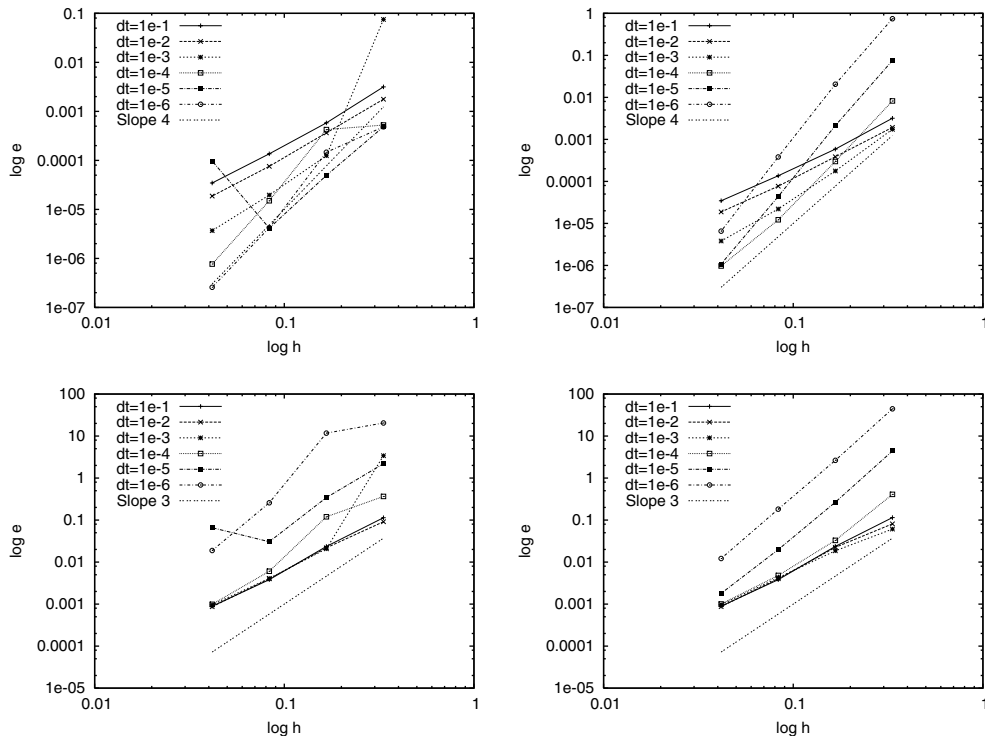 0.1
0.01
0.001
0.0001
1e-05
1e-06
1e-07
0.01
0.1
1
log e
log h
dt=1e-1
dt=1e-2
dt=1e-3
dt=1e-4
dt=1e-5
dt=1e-6
Slope 4
1
0.1
0.01
0.001
0.0001
1e-05
1e-06
1e-07
0.01
0.1
1
log e
log h
dt=1e-1
dt=1e-2
dt=1e-3
dt=1e-4
dt=1e-5
dt=1e-6
Slope 4
100
10
1
0.1
0.01
0.001
0.0001
1e-05
0.01
0.1
1
log e
log h
dt=1e-1
dt=1e-2
dt=1e-3
dt=1e-4
dt=1e-5
dt=1e-6
Slope 3
100
10
1
0.1
0.01
0.001
0.0001
1e-05
0.01
0.1
1
log e
log h
dt=1e-1
dt=1e-2
dt=1e-3
dt=1e-4
dt=1e-5
dt=1e-6
Slope 3